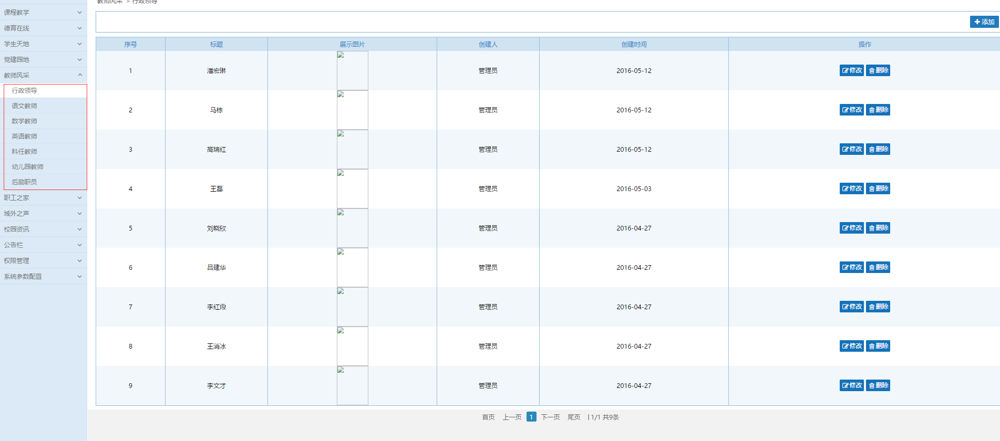 教师风采 > 行政领导
课程教学
德育在线
学生天地
党建园地
教师风采
行政领导
语文教师
数学教师
英语教师
科任教师
幼儿园教师
后勤职员
职工之家
域外之声
校园资讯
公告栏
权限管理
系统参数配置
添加
序号 标题 展示图片 创建人 创建时间 操作
1 潘宏琳 管理员 2016-05-12 修改 删除
2 马栋 管理员 2016-05-12 修改 删除
3 高瑞红 管理员 2016-05-12 修改 删除
4 王磊 管理员 2016-05-03 修改 删除
5 刘晓欣 管理员 2016-04-27 修改 删除
6 吕建华 管理员 2016-04-27 修改 删除
7 李红霞 管理员 2016-04-27 修改 删除
8 王消冰 管理员 2016-04-27 修改 删除
9 李文才 管理员 2016-04-27 修改 删除
首页 上一页 1 下一页 尾页 | 1/1 共9条